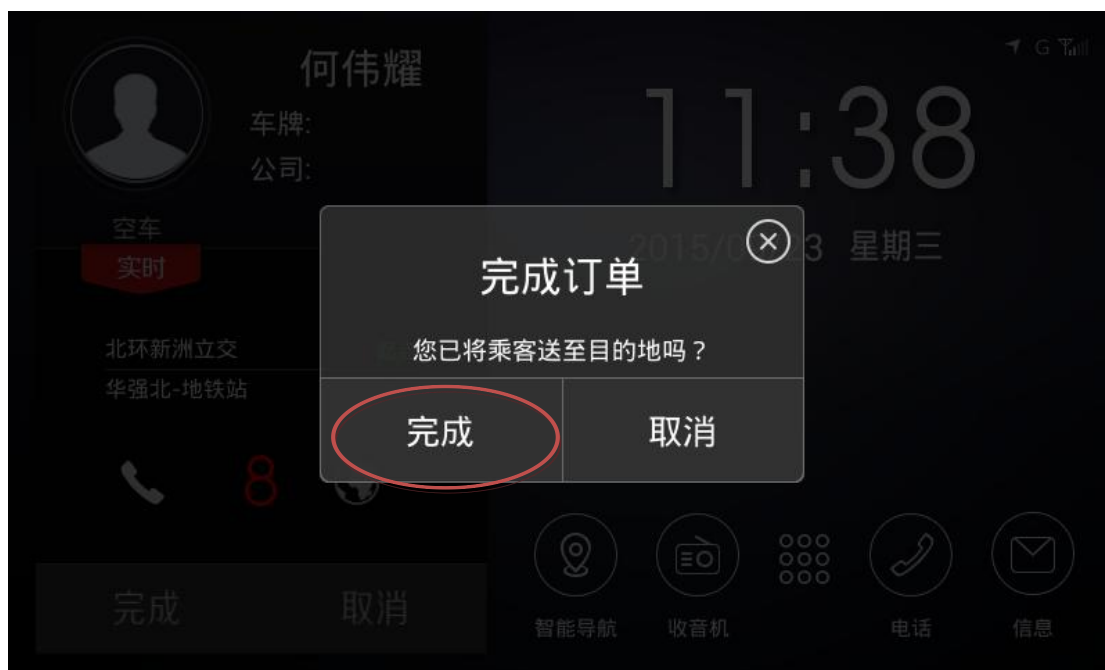 何伟耀
车牌:
公司:
空车
实时
北环新洲立交
华强北-地铁站
8
完成 取消
G
11:38
星期三
完成订单
您已将乘客送至目的地吗？
完成 取消
智能导航 收音机 电话 信息